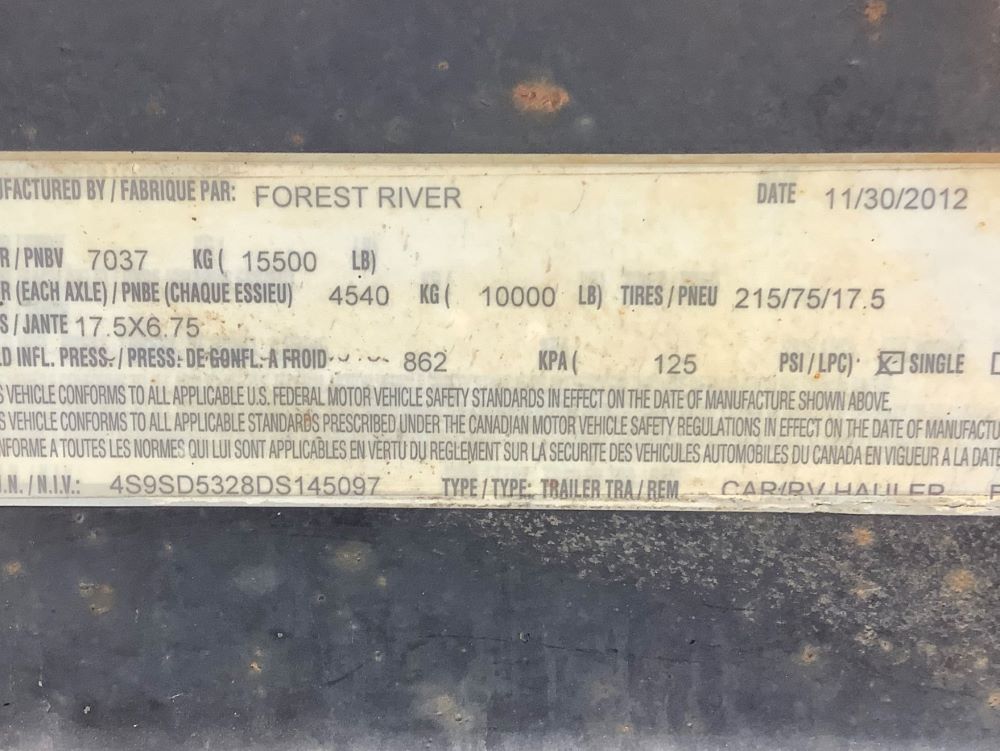 UFACTURED BY / FABRIQUE PAR: FOREST RIVER DATE 11/30/2012
R / PNBV 7037 KG ( 15500 LB)
R (EACH AXLE) / PNBE (CHAQUE ESSIEU) 4540 KG ( 10000 LB) TIRES / PNEU 215/75/17.5
S / JANTE 17.5X6.75
D INFL. PRESS. / PRESS. DE GONFL. A FROID 862 KPA ( 125 PSI / LPC) SINGLE
S VEHICLE CONFORMS TO ALL APPLICABLE U.S. FEDERAL MOTOR VEHICLE SAFETY STANDARDS IN EFFECT ON THE DATE OF MANUFACTURE SHOWN ABOVE.
S VEHICLE CONFORMS TO ALL APPLICABLE STANDARDS PRESCRIBED UNDER THE CANADIAN MOTOR VEHICLE SAFETY REGULATIONS IN EFFECT ON THE DATE OF MANUFACTU
NFORME A TOUTES LES NORMES QUI LUI SONT APPLICABLES EN VERTU DU REGLEMENT SUR LA SECURITE DES VEHICULES AUTOMOBILES DU CANADA EN VIGUEUR A LA DATE
I.N. / N.I.V.: 4S9SD5328DS145097 TYPE / TYPE: TRAILER TRA / REM CAR/RV HAULER